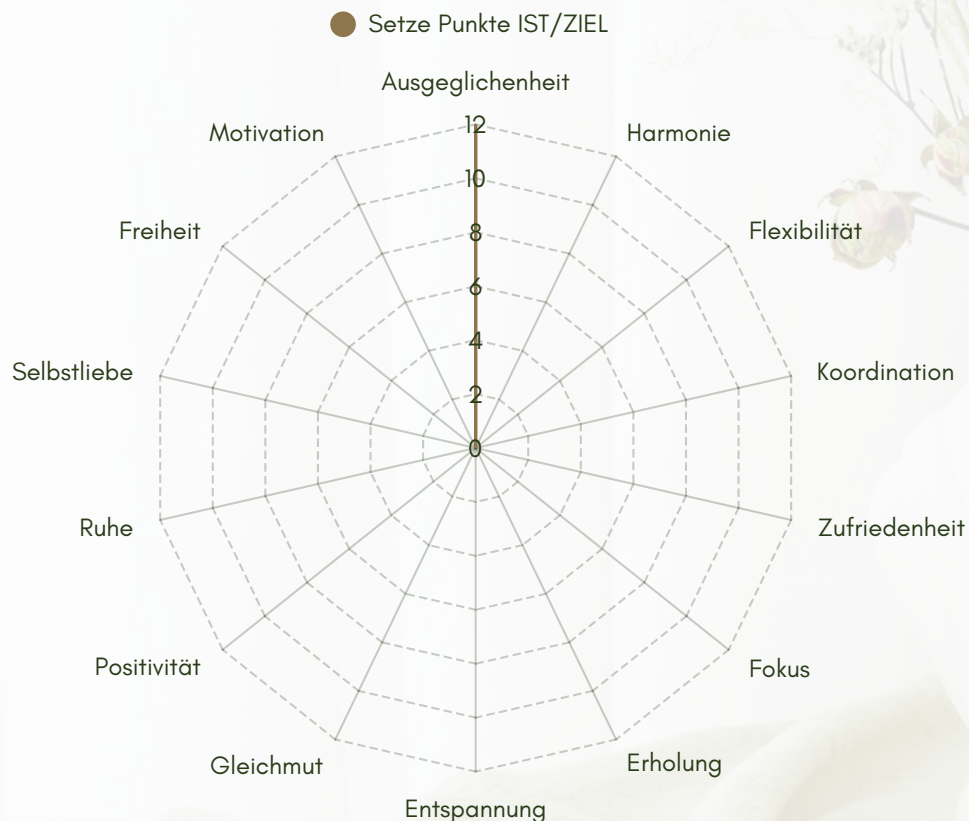 Setze Punkte IST/ZIEL
Ausgeglichenheit
Motivation
Harmonie
Freiheit
Flexibilität
Selbstliebe
Koordination
Ruhe
Zufriedenheit
Positivität
Fokus
Gleichmut
Erholung
Entspannung
12
10
8
6
4
2
0